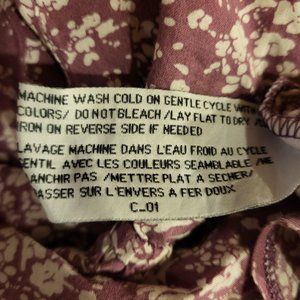 MACHINE WASH COLD ON GENTLE CYCLE WITH
COLORS/ DO NOT BLEACH /LAY FLAT TO DRY
IRON ON REVERSE SIDE IF NEEDED
LAVAGE MACHINE DANS L'EAU FROID AU CYCLE
GENTIL AVEC LES COULEURS SEAMBLABLE /NE
BLANCHIR PAS /METTRE PLAT A SECHER/
PASSER SUR L'ENVERS A FER DOUX
C_01